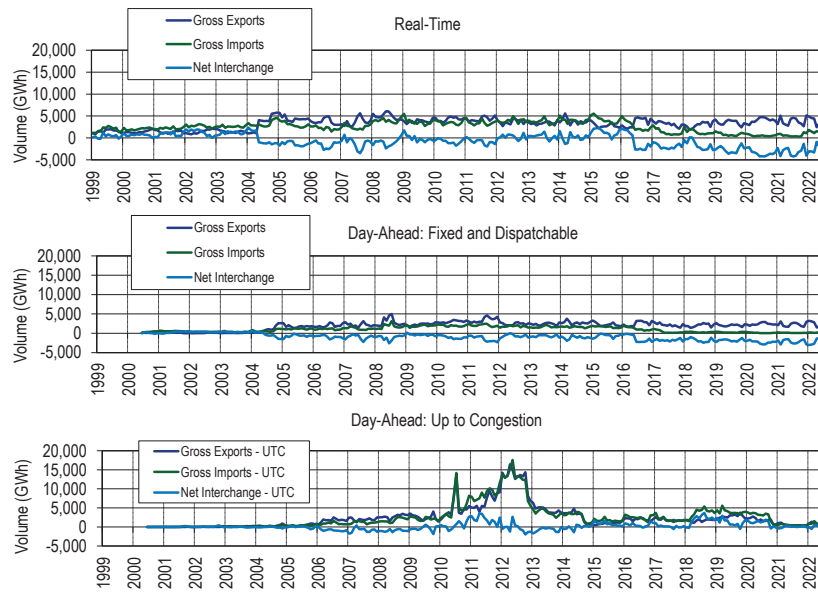 Real-Time
Gross Exports
Gross Imports
Net Interchange
Volume (GWh)
20,000
15,000
10,000
5,000
0
-5,000
1999 2000 2001 2002 2003 2004 2005 2006 2007 2008 2009 2010 2011 2012 2013 2014 2015 2016 2017 2018 2019 2020 2021 2022
Day-Ahead: Fixed and Dispatchable
Gross Exports
Gross Imports
Net Interchange
Volume (GWh)
20,000
15,000
10,000
5,000
0
-5,000
1999 2000 2001 2002 2003 2004 2005 2006 2007 2008 2009 2010 2011 2012 2013 2014 2015 2016 2017 2018 2019 2020 2021 2022
Day-Ahead: Up to Congestion
Gross Exports - UTC
Gross Imports - UTC
Net Interchange - UTC
Volume (GWh)
20,000
15,000
10,000
5,000
0
-5,000
1999 2000 2001 2002 2003 2004 2005 2006 2007 2008 2009 2010 2011 2012 2013 2014 2015 2016 2017 2018 2019 2020 2021 2022